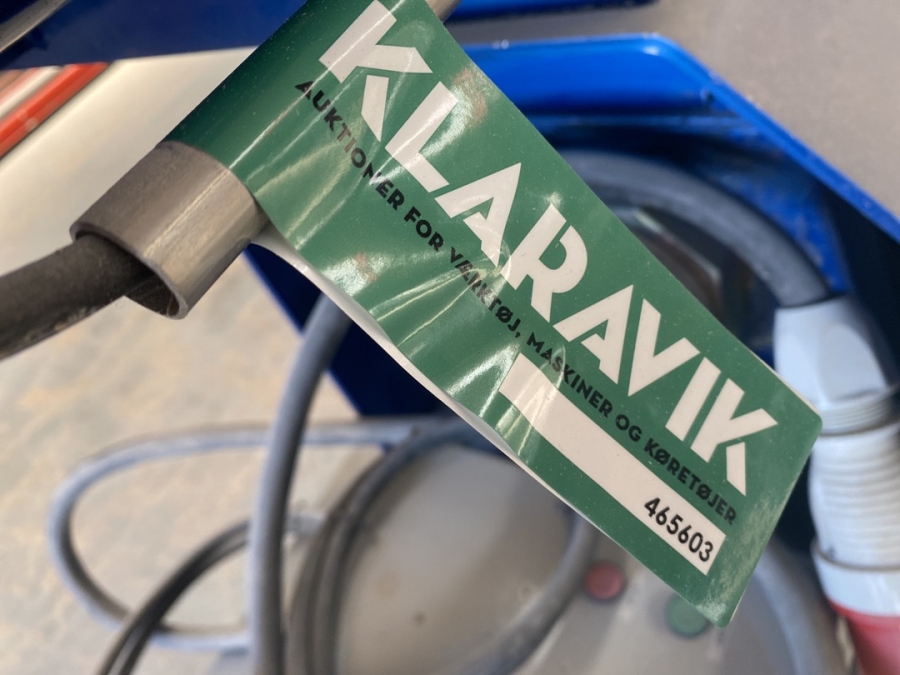 KLARAVIK
AUKTIONER FOR VÆRKTØJ, MASKINER OG KØRETØJER
465603